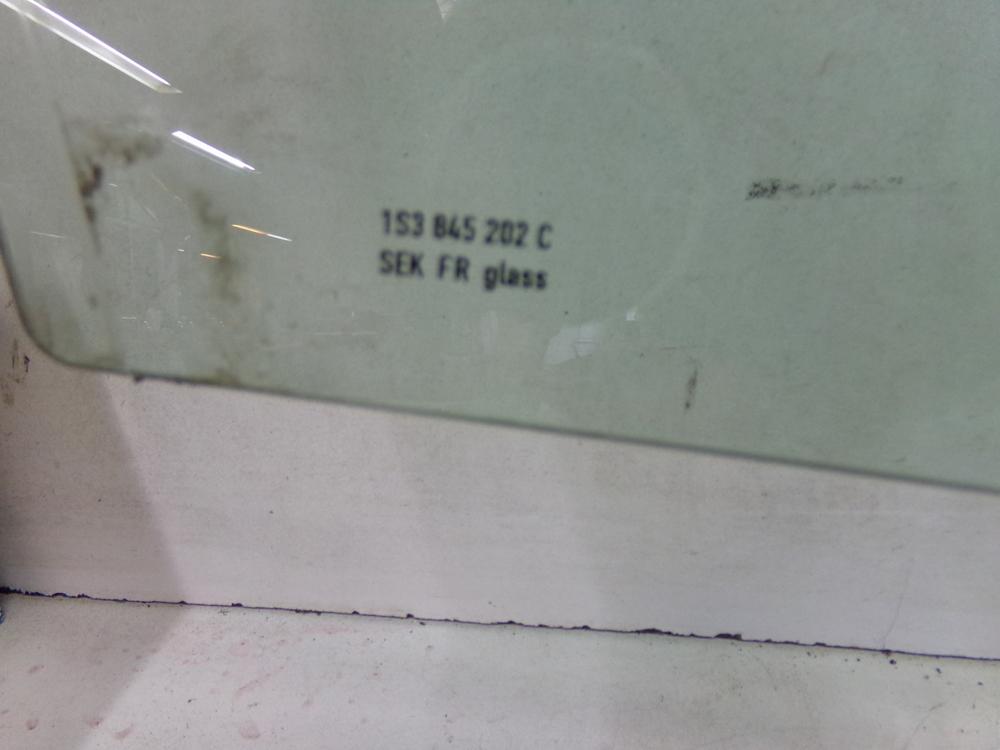 1S3 845 202 C
SEK FR glass